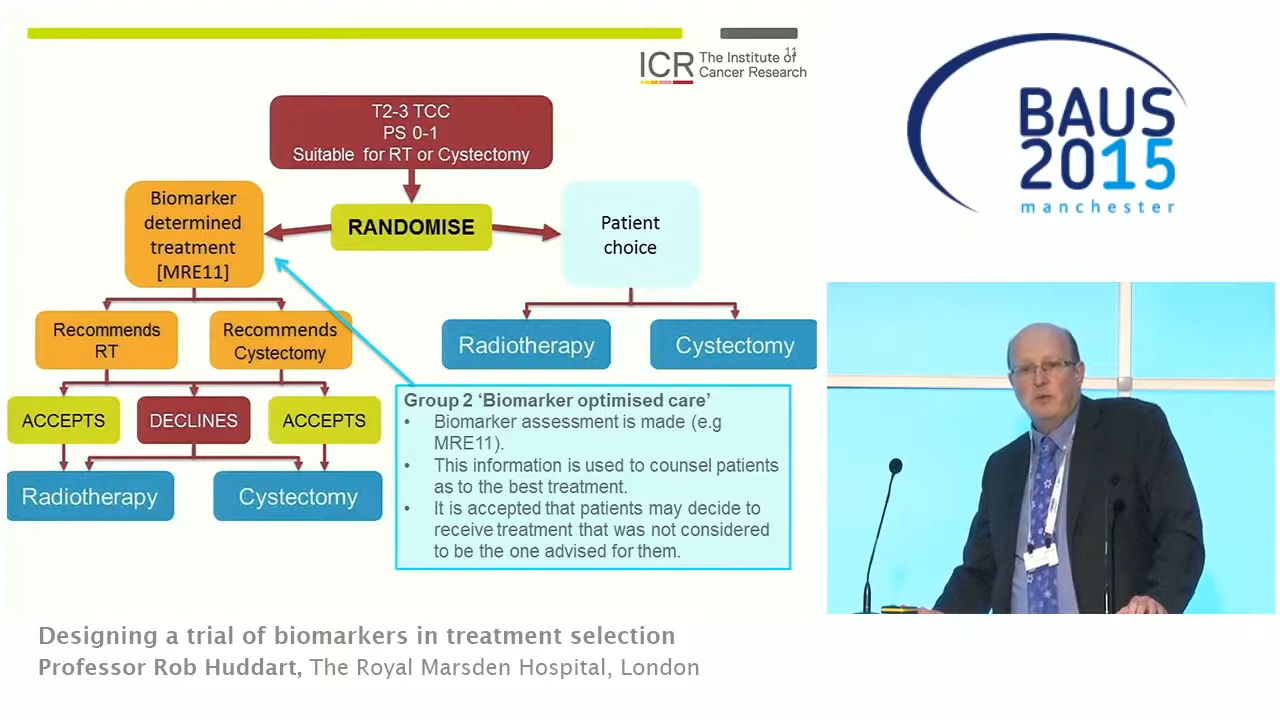 11
ICR The Institute of
Cancer Research
T2-3 TCC
PS 0-1
Suitable for RT or Cystectomy
Biomarker
determined
treatment
[MRE11]
RANDOMISE
Patient
choice
Recommends
RT
Recommends
Cystectomy
Radiotherapy
Cystectomy
ACCEPTS
DECLINES
ACCEPTS
Radiotherapy
Cystectomy
Group 2 ‘Biomarker optimised care’
• Biomarker assessment is made (e.g
MRE11).
• This information is used to counsel patients
as to the best treatment.
• It is accepted that patients may decide to
receive treatment that was not considered
to be the one advised for them.
BAUS
2015
manchester
Designing a trial of biomarkers in treatment selection
Professor Rob Huddart, The Royal Marsden Hospital, London